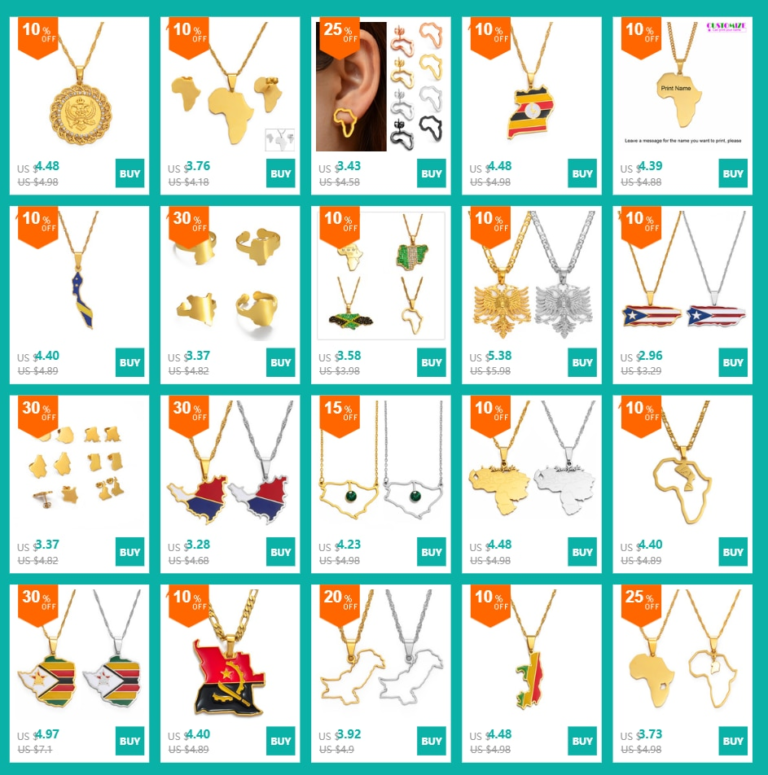 10 % OFF
US $4.48
US $4.98
BUY
10 % OFF
US $3.76
US $4.18
BUY
25 % OFF
US $3.43
US $4.58
BUY
10 % OFF
US $4.48
US $4.98
BUY
10 % OFF
CUSTOMIZE
Print Name
Leave a message for the name you want to print, please
US $4.39
US $4.88
BUY
10 % OFF
US $4.40
US $4.89
BUY
30 % OFF
US $3.37
US $4.82
BUY
10 % OFF
US $3.58
US $3.98
BUY
10 % OFF
US $5.38
US $5.98
BUY
10 % OFF
US $2.96
US $3.29
BUY
30 % OFF
US $3.37
US $4.82
BUY
30 % OFF
US $3.28
US $4.68
BUY
15 % OFF
US $4.23
US $4.98
BUY
10 % OFF
US $4.48
US $4.98
BUY
10 % OFF
US $4.40
US $4.89
BUY
30 % OFF
US $4.97
US $7.1
BUY
10 % OFF
US $4.40
US $4.89
BUY
20 % OFF
US $3.92
US $4.9
BUY
10 % OFF
US $4.48
US $4.98
BUY
25 % OFF
US $3.73
US $4.98
BUY